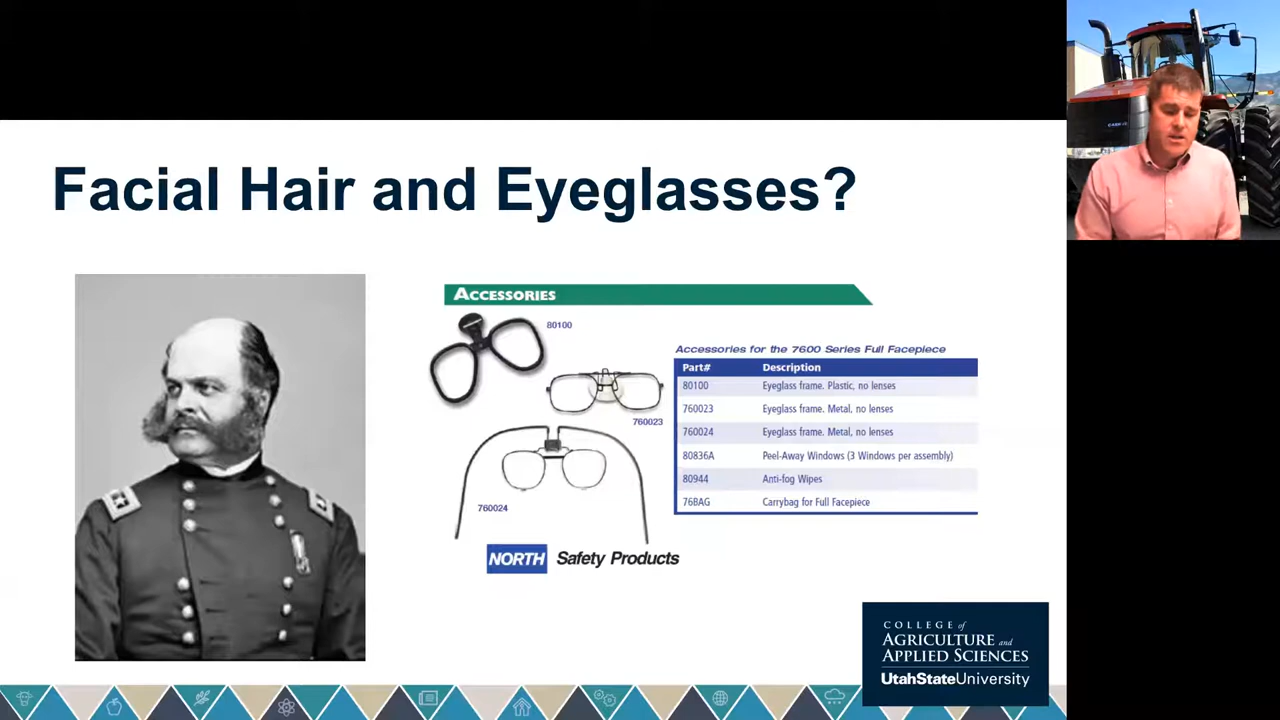 Facial Hair and Eyeglasses?
ACCESSORIES
80100
760023
760024
Accessories for the 7600 Series Full Facepiece
Part# Description
80100 Eyeglass frame. Plastic, no lenses
760023 Eyeglass frame. Metal, no lenses
760024 Eyeglass frame. Metal, no lenses
80836A Peel-Away Windows (3 Windows per assembly)
80944 Anti-fog Wipes
76BAG Carrybag for Full Facepiece
NORTH Safety Products
COLLEGE of
AGRICULTURE and
APPLIED SCIENCES
UtahStateUniversity